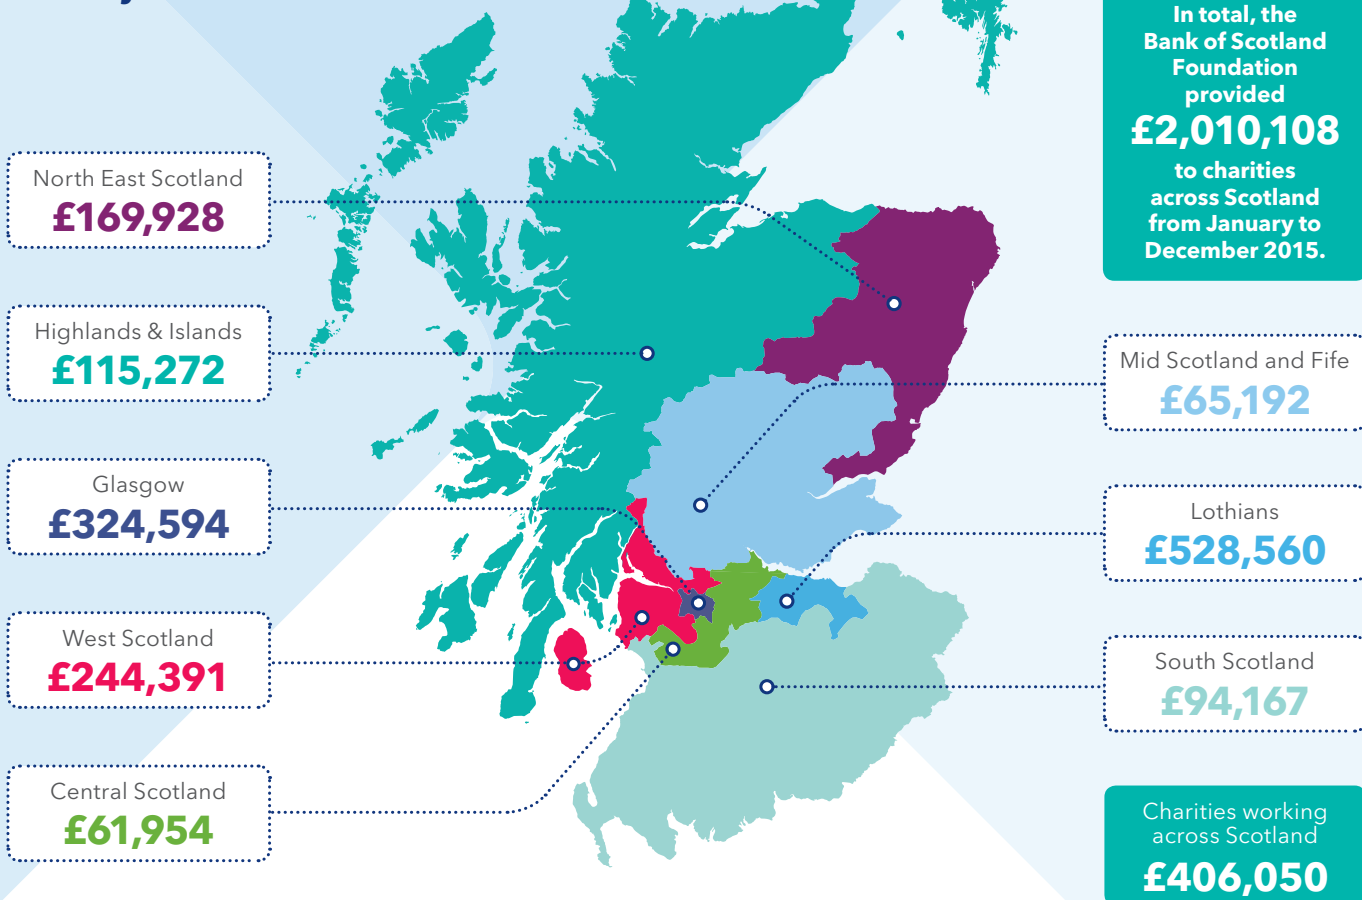 In total, the
Bank of Scotland
Foundation
provided
£2,010,108
to charities
across Scotland
from January to
December 2015.
North East Scotland
£169,928
Highlands & Islands
£115,272
Glasgow
£324,594
West Scotland
£244,391
Central Scotland
£61,954
Mid Scotland and Fife
£65,192
Lothians
£528,560
South Scotland
£94,167
Charities working
across Scotland
£406,050